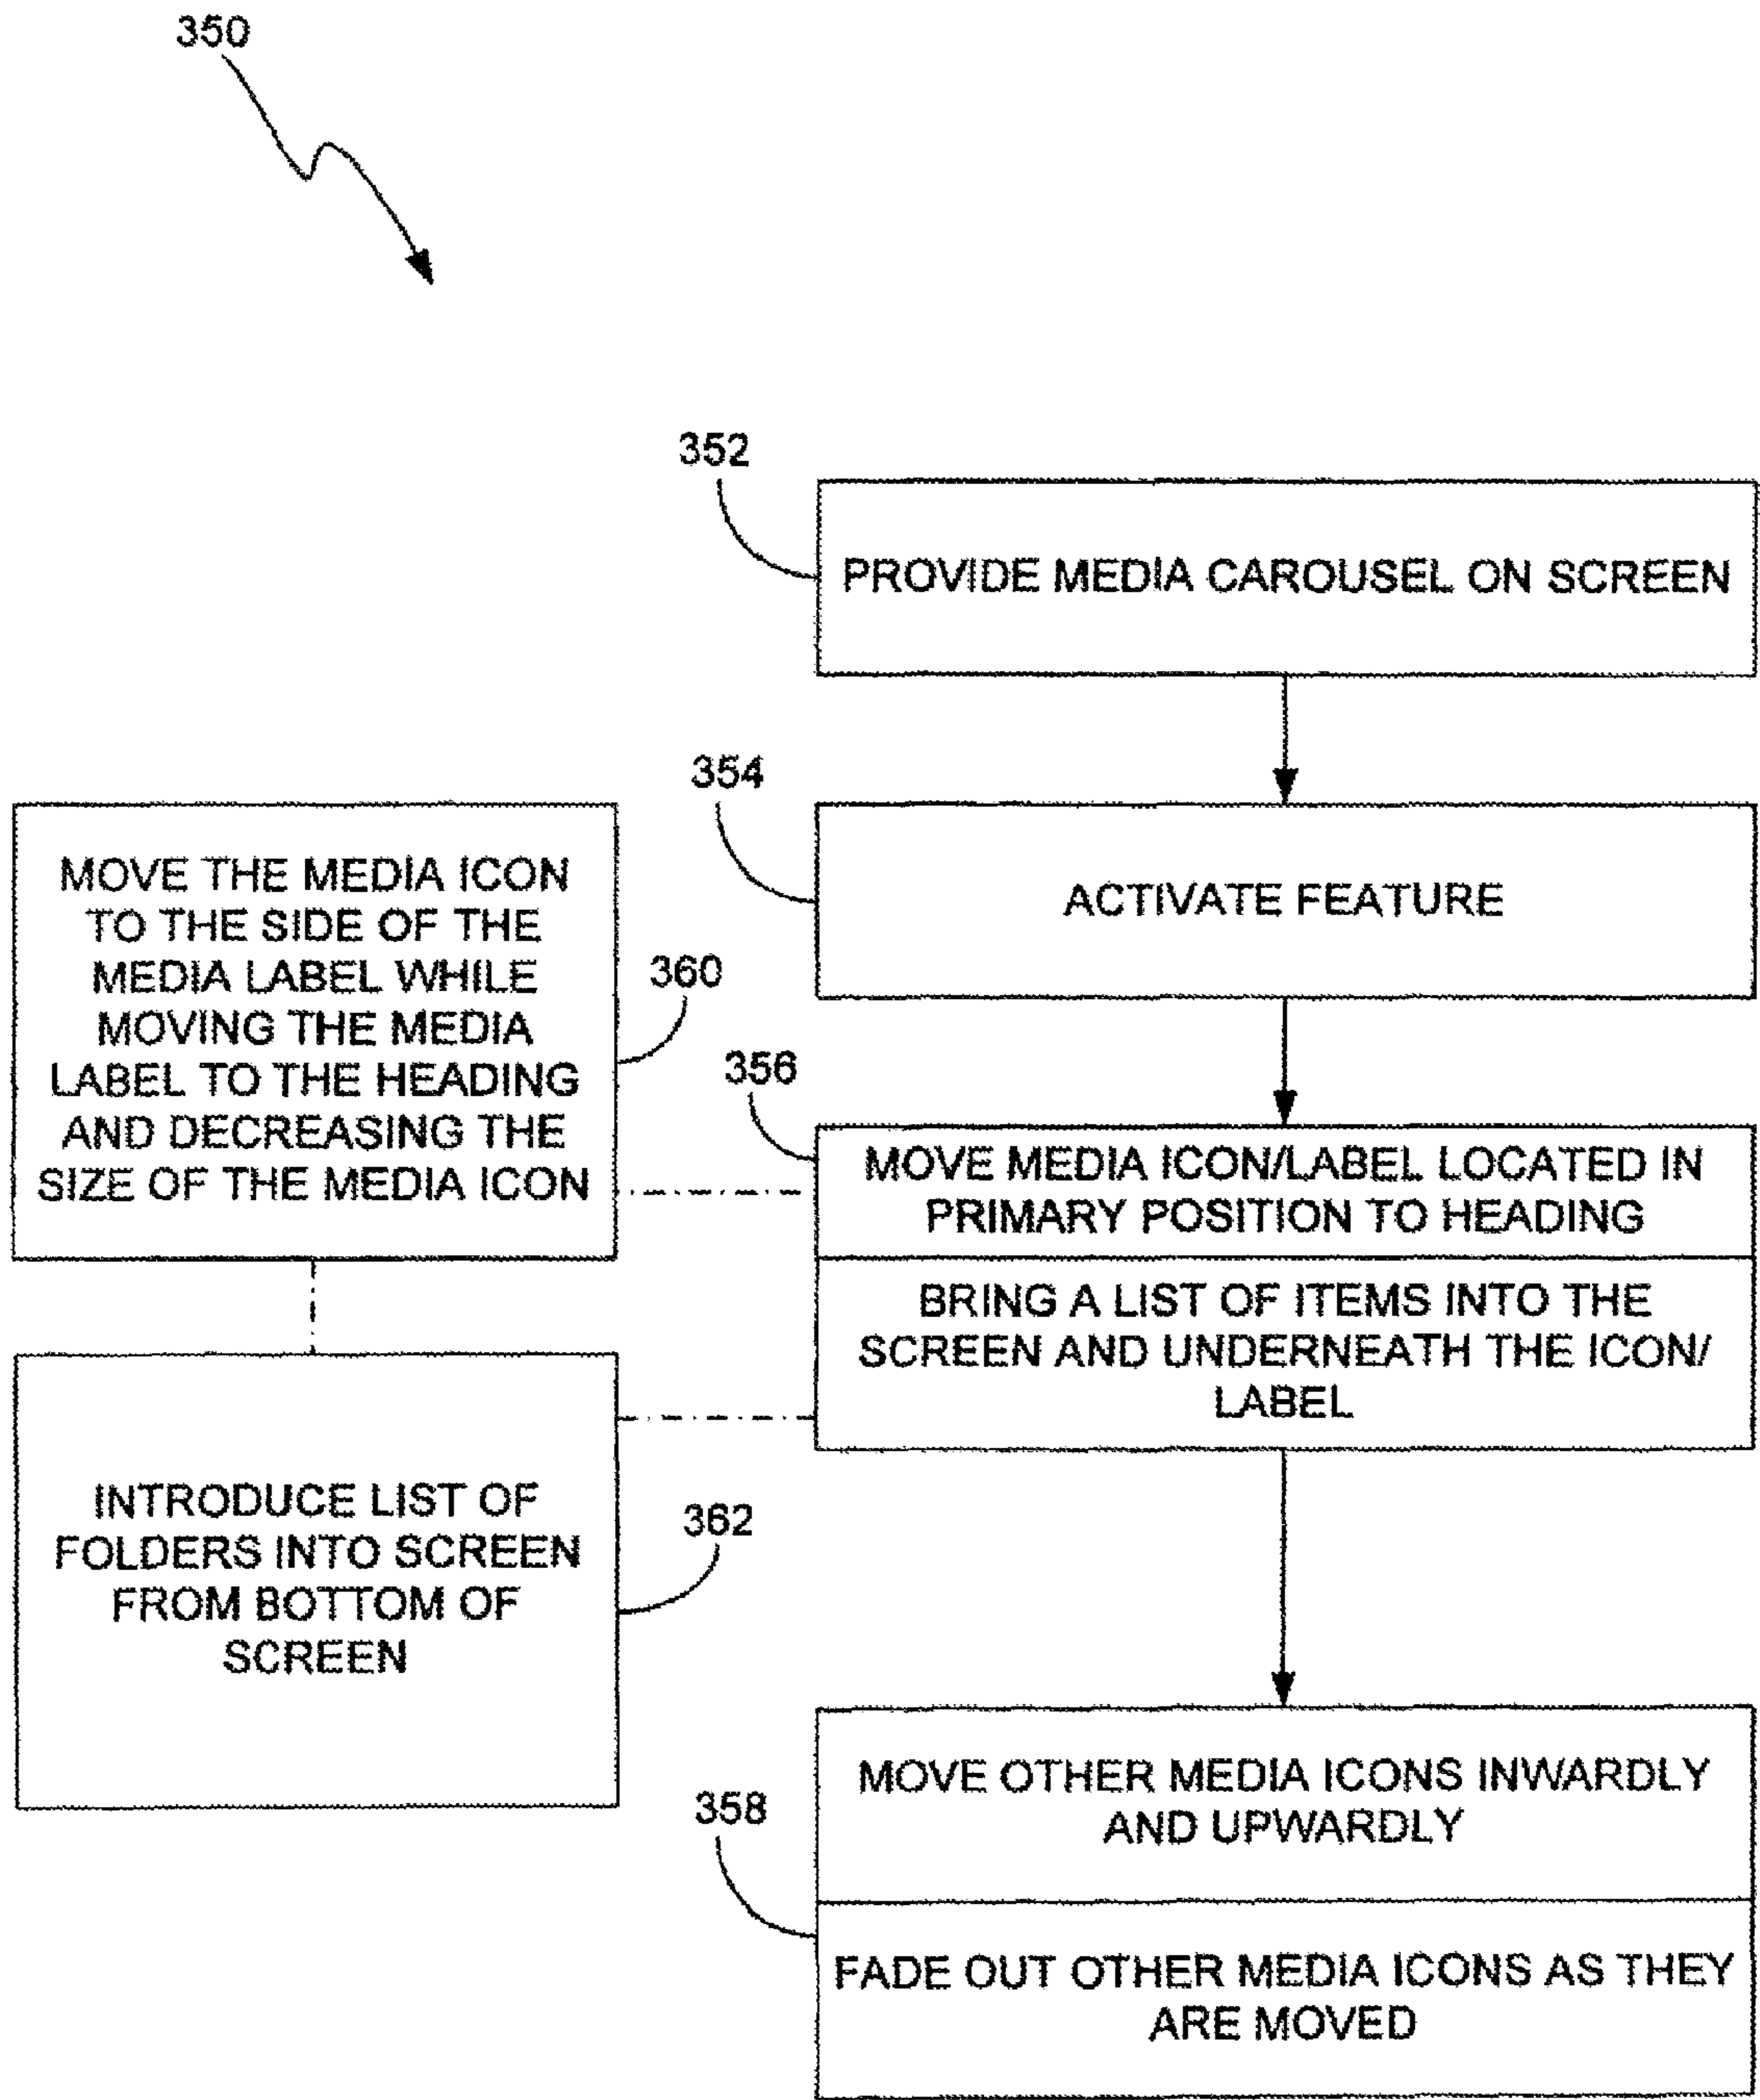 350
352
PROVIDE MEDIA CAROUSEL ON SCREEN
354
ACTIVATE FEATURE
MOVE THE MEDIA ICON
TO THE SIDE OF THE
MEDIA LABEL WHILE
MOVING THE MEDIA
LABEL TO THE HEADING
AND DECREASING THE
SIZE OF THE MEDIA ICON
360
356
MOVE MEDIA ICON/LABEL LOCATED IN
PRIMARY POSITION TO HEADING
BRING A LIST OF ITEMS INTO THE
SCREEN AND UNDERNEATH THE ICON/
LABEL
INTRODUCE LIST OF
FOLDERS INTO SCREEN
FROM BOTTOM OF
SCREEN
362
358
MOVE OTHER MEDIA ICONS INWARDLY
AND UPWARDLY
FADE OUT OTHER MEDIA ICONS AS THEY
ARE MOVED